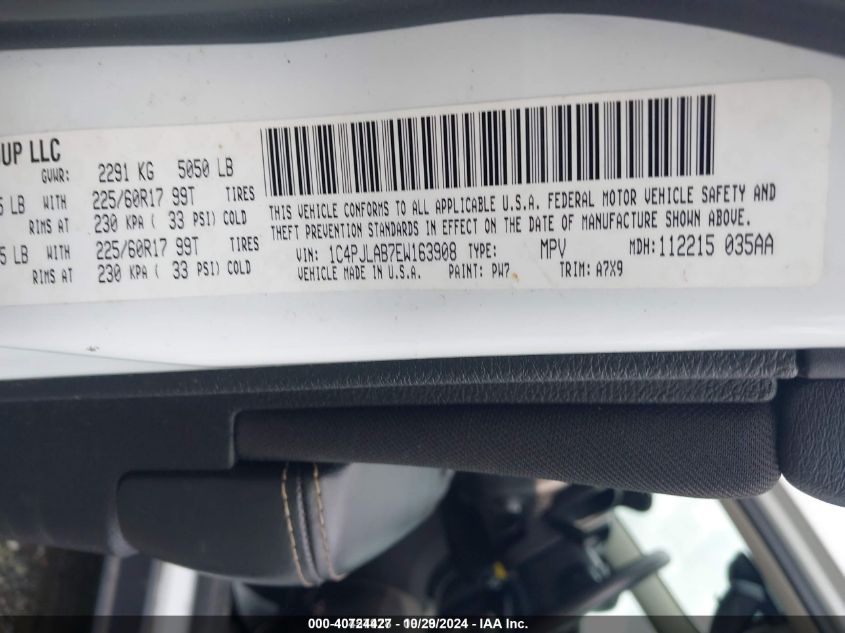 UP LLC
GVWR: 2291 KG 5050 LB
5 LB WITH 225/60R17 99T TIRES
RIMS AT 230 KPA ( 33 PSI) COLD
5 LB WITH 225/60R17 99T TIRES
RIMS AT 230 KPA ( 33 PSI) COLD
THIS VEHICLE CONFORMS TO ALL APPLICABLE U.S.A. FEDERAL MOTOR VEHICLE SAFETY AND
THEFT PREVENTION STANDARDS IN EFFECT ON THE DATE OF MANUFACTURE SHOWN ABOVE.
VIN: 1C4PJLAB7EW163908 TYPE: MPV MDH:112215 035AA
VEHICLE MADE IN U.S.A. PAINT: PW7 TRIM: A7X9
10/29/2024 - IAA Inc.